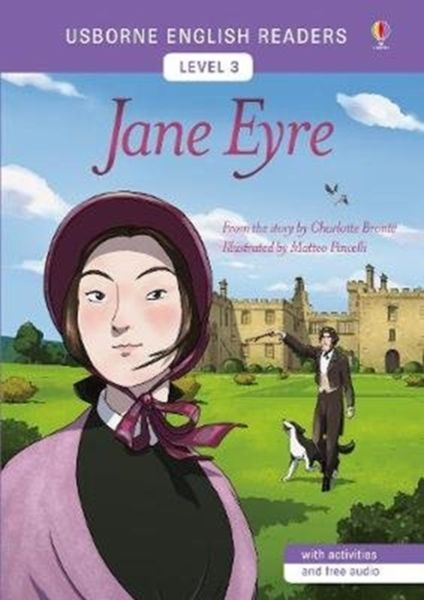 USBORNE ENGLISH READERS
LEVEL 3
Jane Eyre
From the story by Charlotte Brontë
Illustrated by Matteo Pincelli
with activities
and free audio